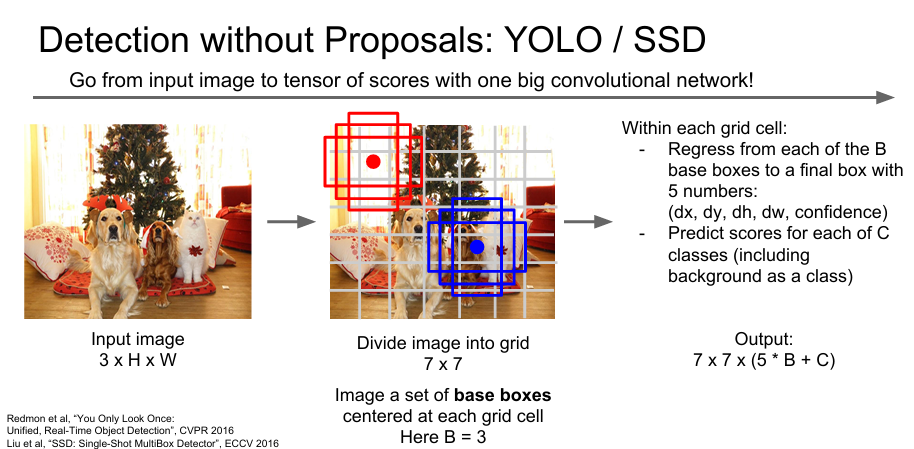 Detection without Proposals: YOLO / SSD
Go from input image to tensor of scores with one big convolutional network!
Input image
3 x H x W
Divide image into grid
7 x 7
Image a set of base boxes
centered at each grid cell
Here B = 3
Within each grid cell:
- Regress from each of the B
base boxes to a final box with
5 numbers:
(dx, dy, dh, dw, confidence)
- Predict scores for each of C
classes (including
background as a class)
Output:
7 x 7 x (5 * B + C)
Redmon et al, “You Only Look Once:
Unified, Real-Time Object Detection”, CVPR 2016
Liu et al, “SSD: Single-Shot MultiBox Detector”, ECCV 2016